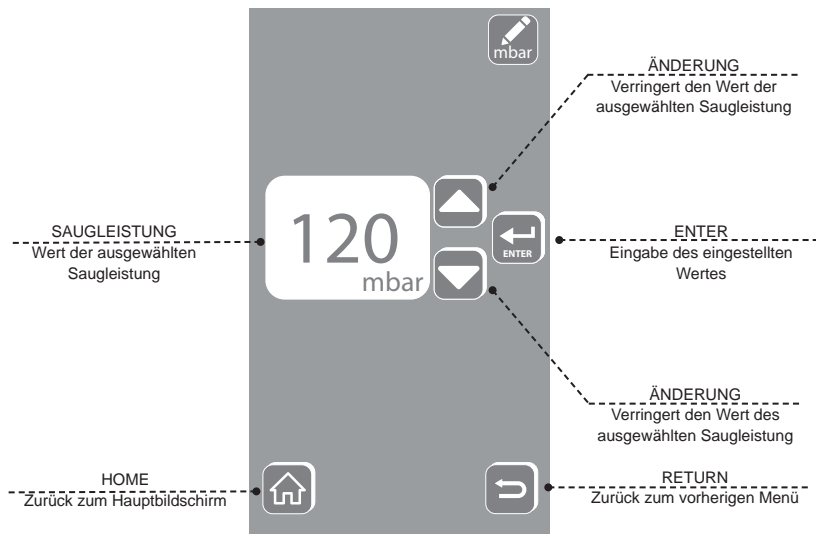 mbar
ÄNDERUNG
Verringert den Wert der
ausgewählten Saugleistung
SAUGLEISTUNG
Wert der ausgewählten
Saugleistung
120
mbar
ENTER
ENTER
Eingabe des eingestellten
Wertes
ÄNDERUNG
Verringert den Wert des
ausgewählten Saugleistung
HOME
Zurück zum Hauptbildschirm
RETURN
Zurück zum vorherigen Menü